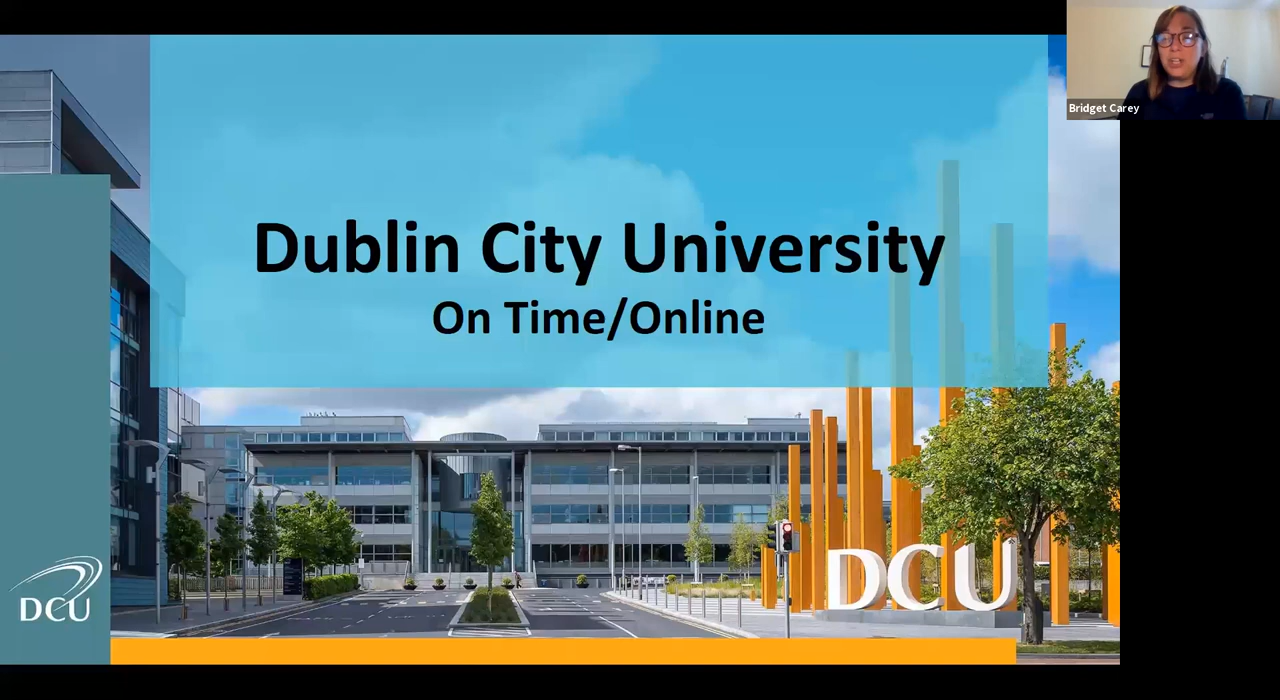 Bridget Carey
Dublin City University
On Time/Online
DCU
DCU